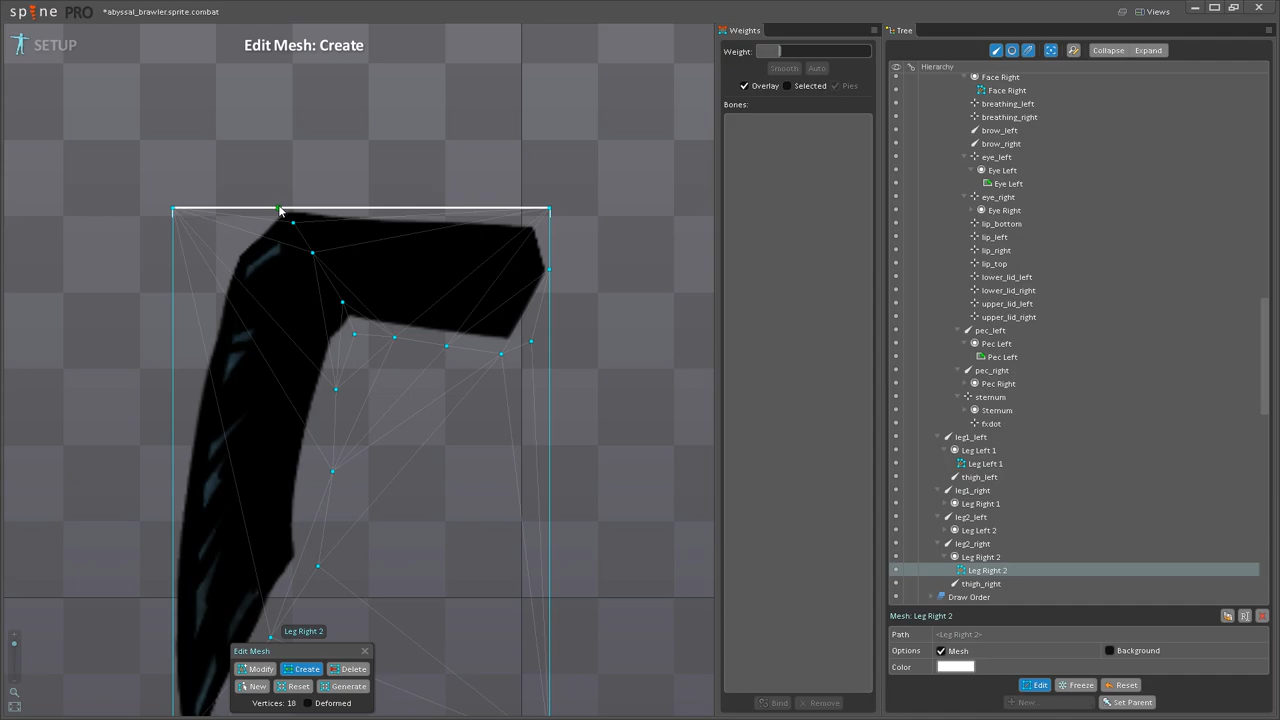 spine PRO
*abyssal_brawler.sprite.combat
Views
SETUP
Edit Mesh: Create
Weights
Weight:
Smooth Auto
Overlay Selected Pies
Bones:
Bind Remove
Tree
Collapse Expand
Hierarchy
Face Right
Face Right
breathing_left
breathing_right
brow_left
brow_right
eye_left
Eye Left
Eye Left
eye_right
Eye Right
lip_bottom
lip_left
lip_right
lip_top
lower_lid_left
lower_lid_right
upper_lid_left
upper_lid_right
pec_left
Pec Left
Pec Left
pec_right
Pec Right
sternum
Sternum
fxdot
leg1_left
Leg Left 1
Leg Left 1
thigh_left
leg1_right
Leg Right 1
leg2_left
Leg Left 2
leg2_right
Leg Right 2
Leg Right 2
thigh_right
Draw Order
Mesh: Leg Right 2
Path <Leg Right 2>
Options Mesh Background
Color
Edit Freeze Reset
New... Set Parent
Leg Right 2
Edit Mesh
Modify Create Delete
New Reset Generate
Vertices: 18 Deformed